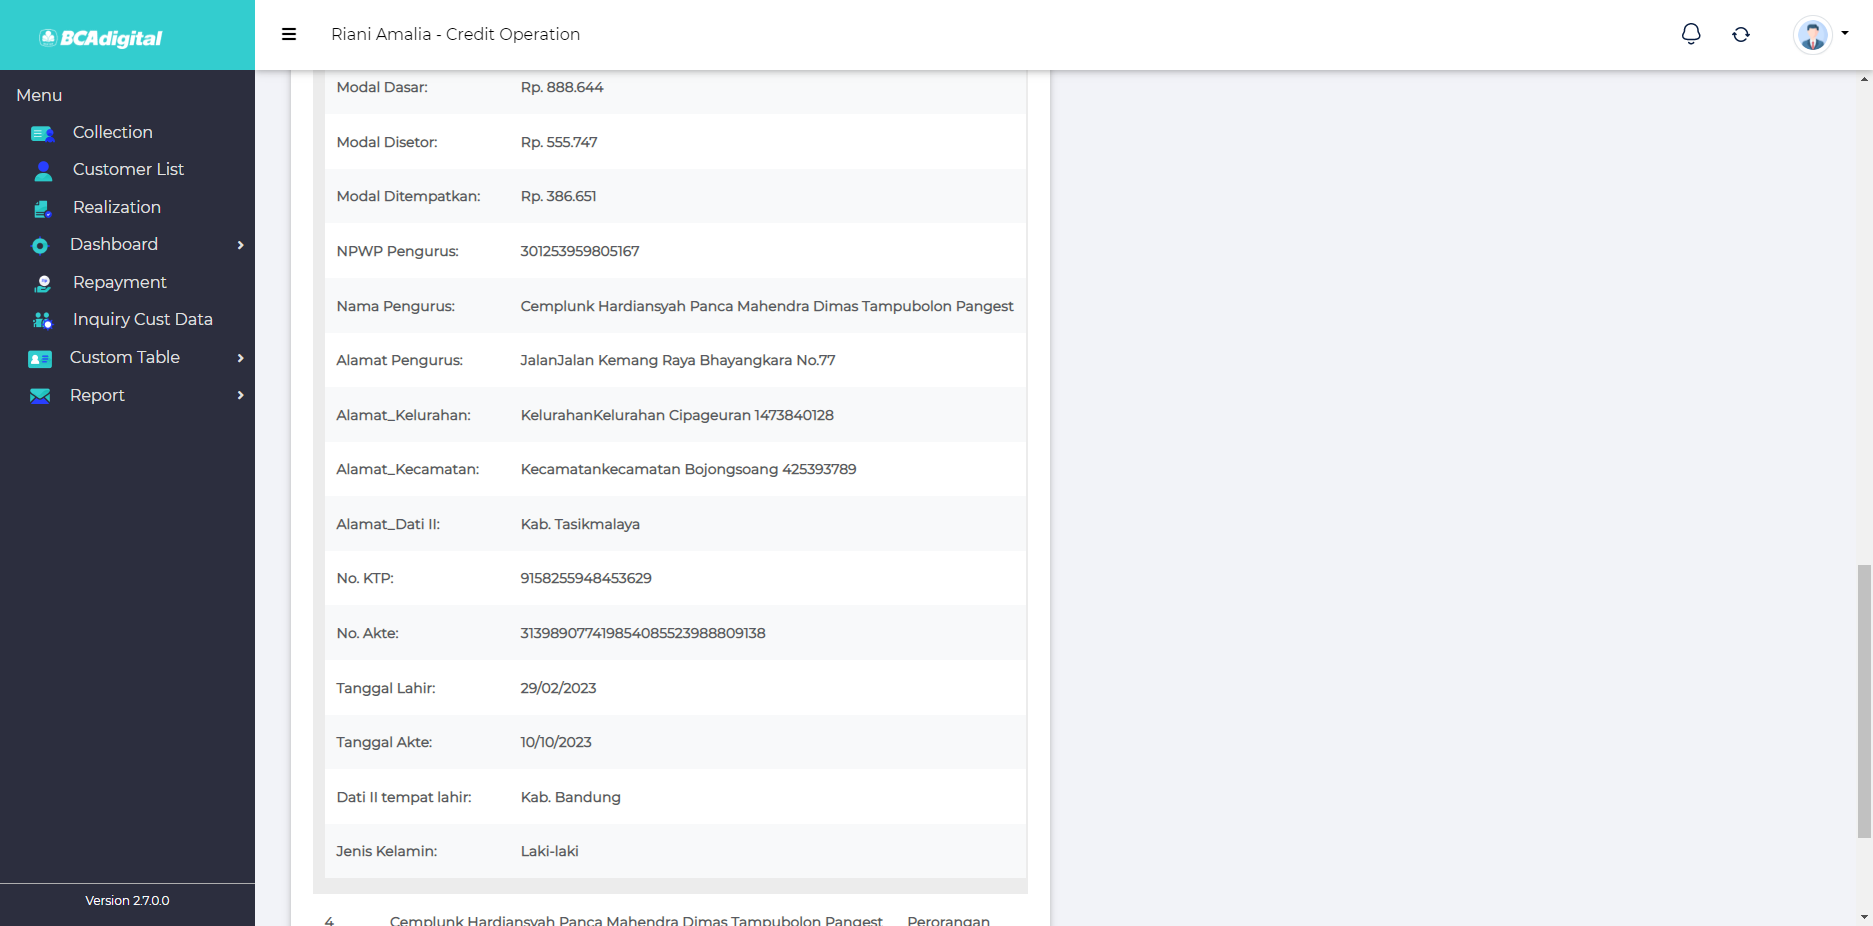 BCAdigital
Riani Amalia - Credit Operation
Menu
Collection
Customer List
Realization
Dashboard
Repayment
Inquiry Cust Data
Custom Table
Report
Version 2.7.0.0
Modal Dasar: Rp. 888.644
Modal Disetor: Rp. 555.747
Modal Ditempatkan: Rp. 386.651
NPWP Pengurus: 301253959805167
Nama Pengurus: Cemplunk Hardiansyah Panca Mahendra Dimas Tampubolon Pangest
Alamat Pengurus: JalanJalan Kemang Raya Bhayangkara No.77
Alamat_Kelurahan: KelurahanKelurahan Cipageuran 1473840128
Alamat_Kecamatan: Kecamatankecamatan Bojongsoang 425393789
Alamat_Dati II: Kab. Tasikmalaya
No. KTP: 9158255948453629
No. Akte: 313989077419854085523988809138
Tanggal Lahir: 29/02/2023
Tanggal Akte: 10/10/2023
Dati II tempat lahir: Kab. Bandung
Jenis Kelamin: Laki-laki
4 Cemplunk Hardiansyah Panca Mahendra Dimas Tampubolon Pangest Perorangan